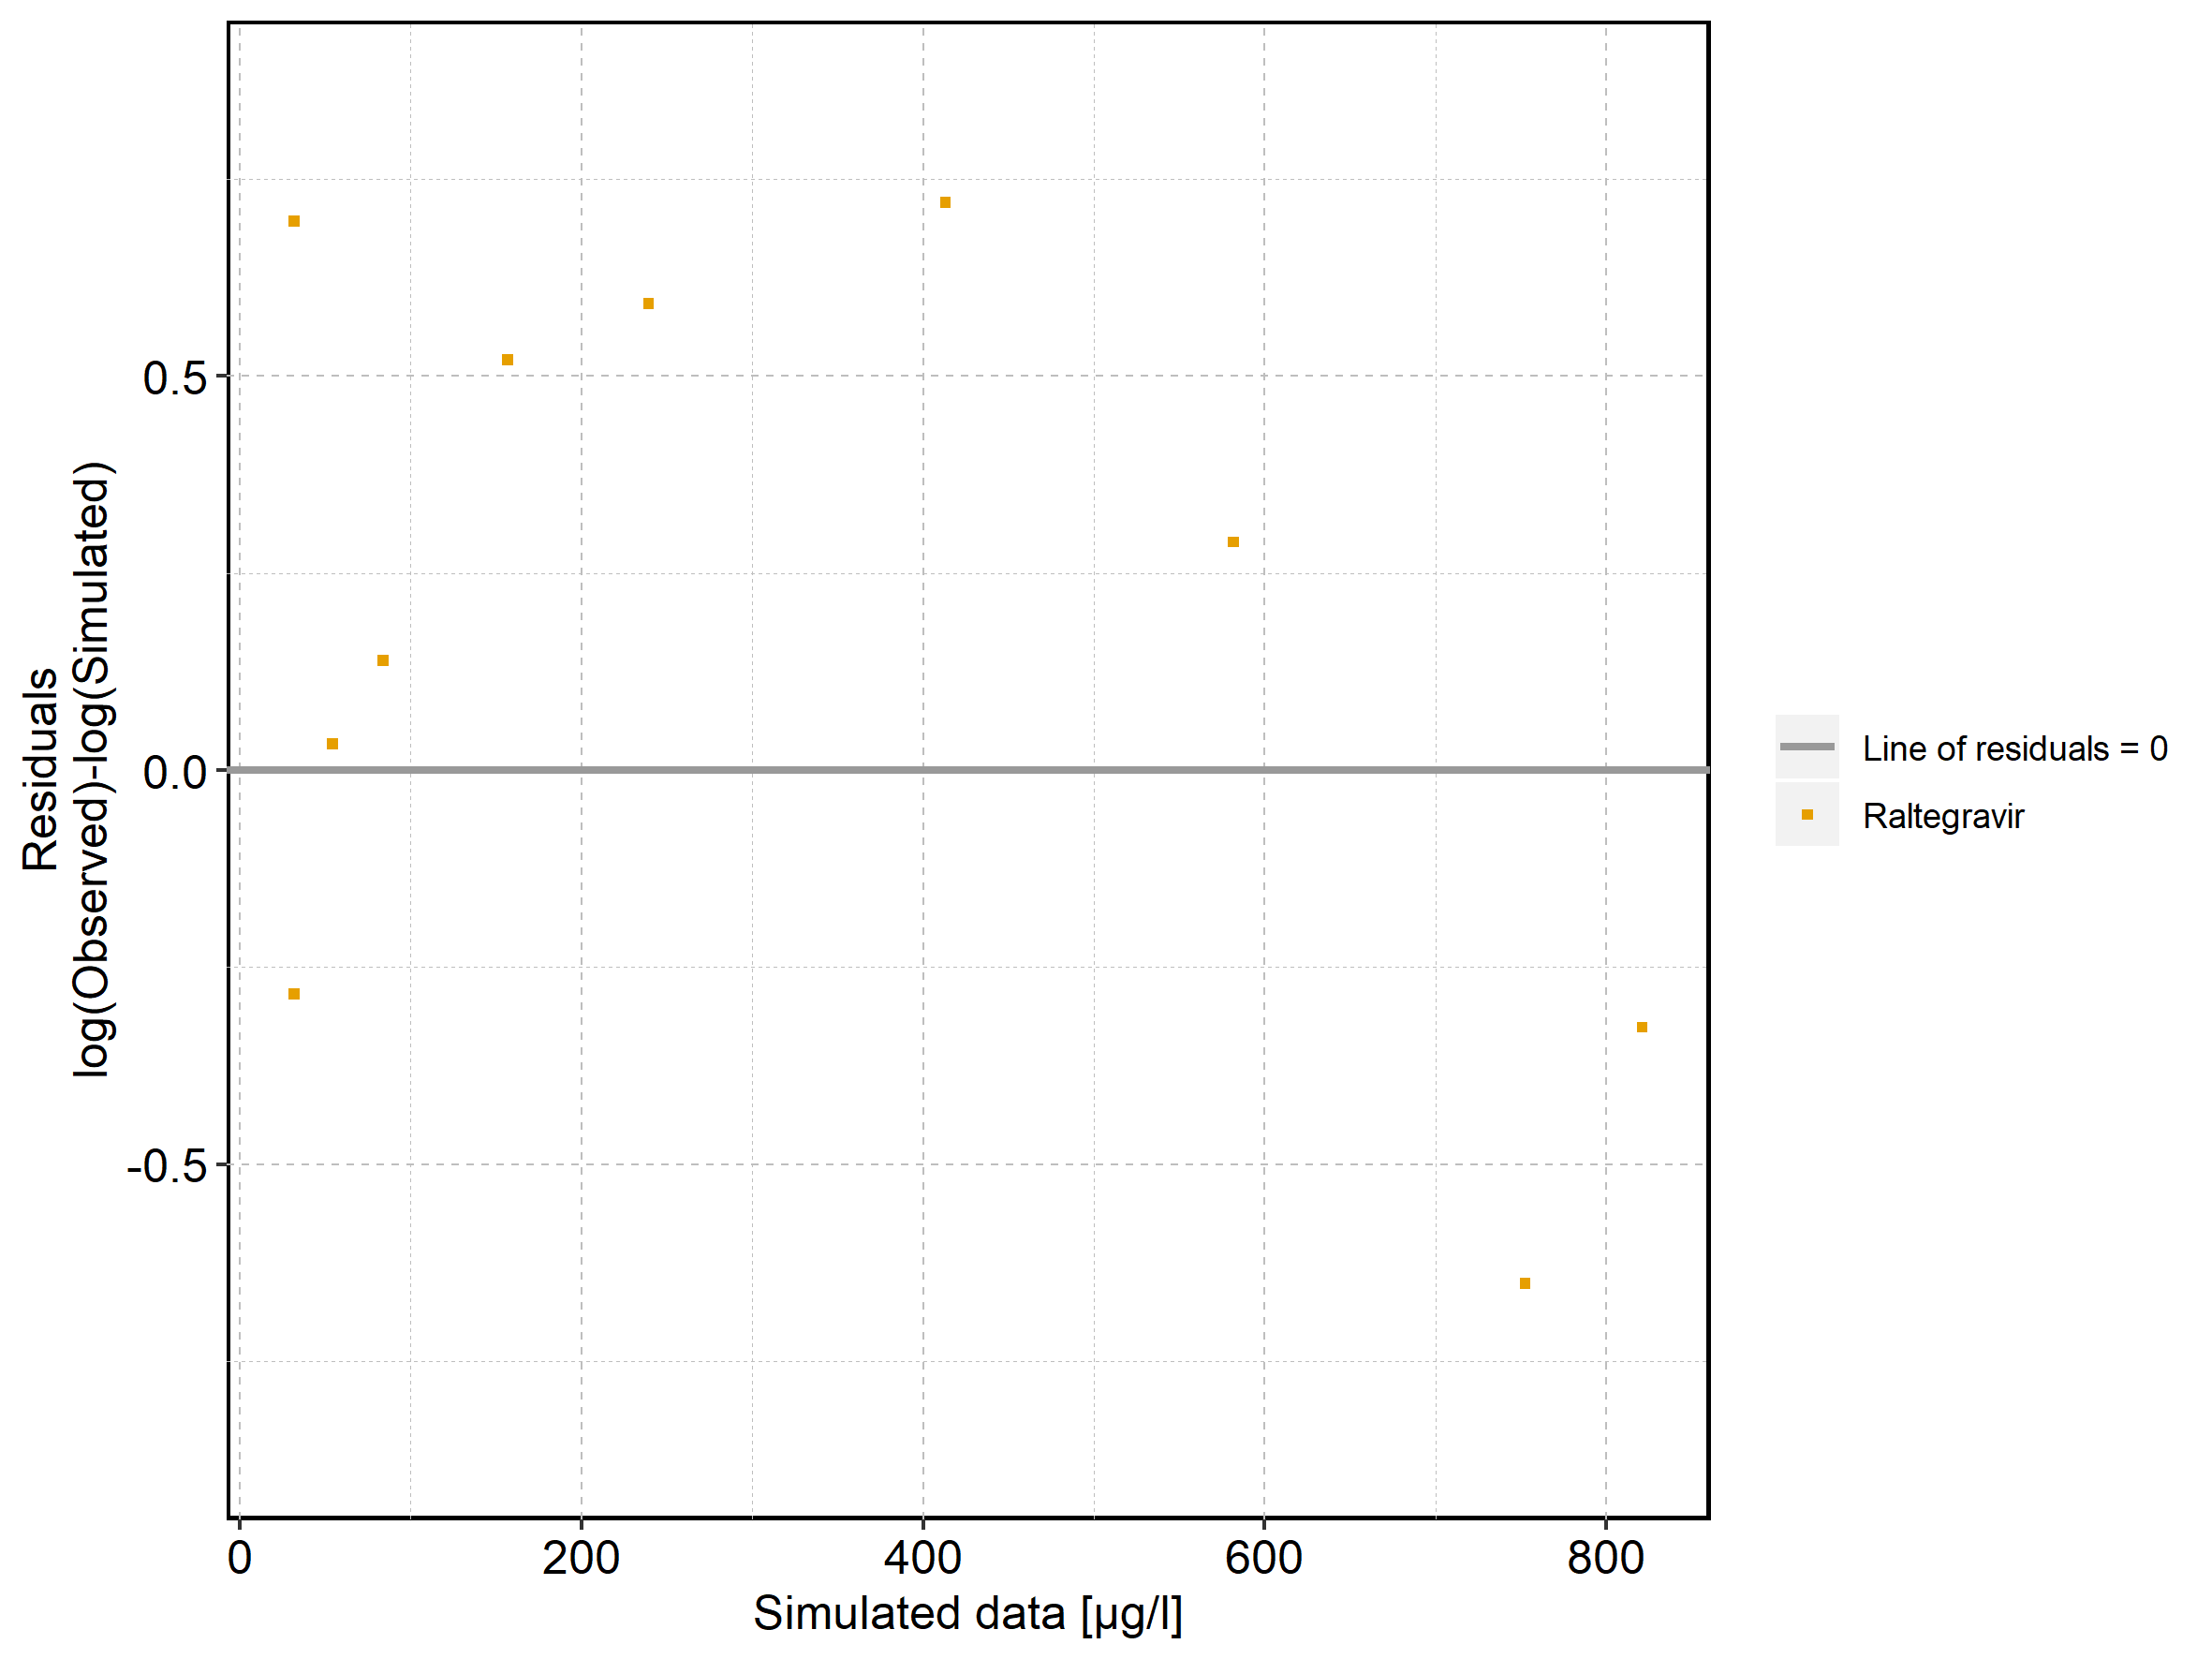 Residuals
log(Observed)-log(Simulated)
0.5
0.0
-0.5
0
200
400
600
800
Simulated data [µg/l]
Line of residuals = 0
Raltegravir